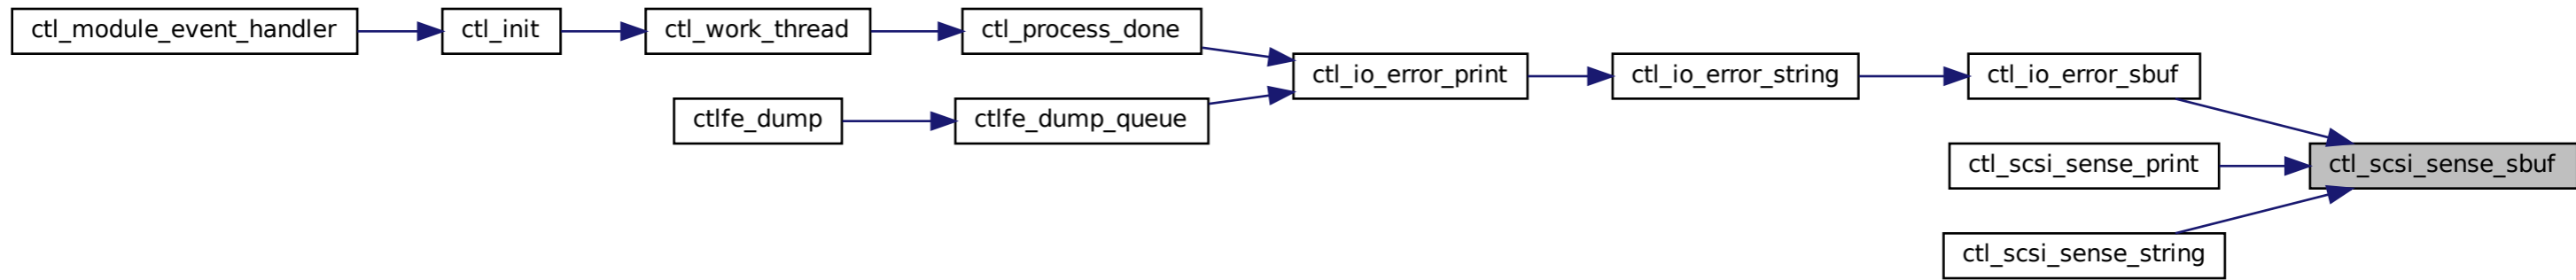 ctl_module_event_handler
ctl_init
ctl_work_thread
ctl_process_done
ctl_io_error_print
ctl_io_error_string
ctl_io_error_sbuf
ctlfe_dump
ctlfe_dump_queue
ctl_scsi_sense_print
ctl_scsi_sense_sbuf
ctl_scsi_sense_string